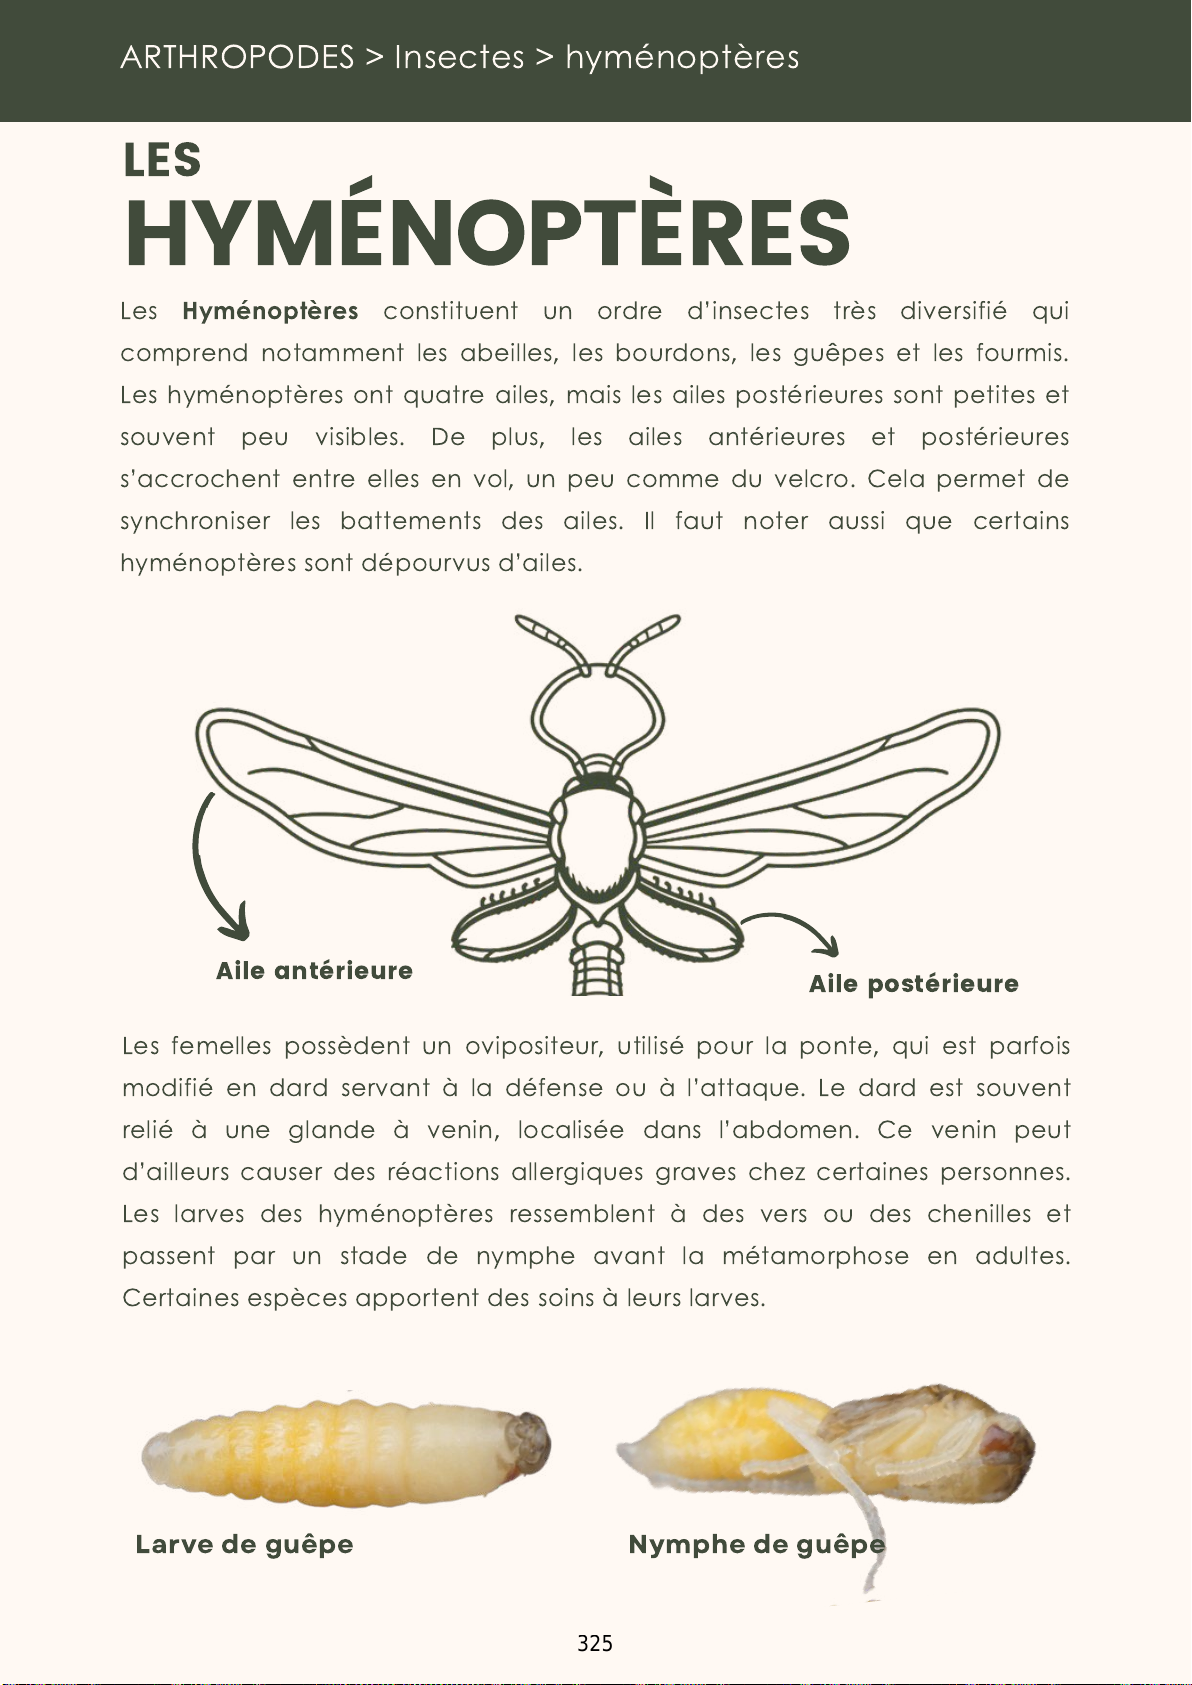 ARTHROPODES > Insectes > hyménoptères
LES
HYMÉNOPTÈRES
Les Hyménoptères constituent un ordre d'insectes très diversifié qui
comprend notamment les abeilles, les bourdons, les guêpes et les fourmis.
Les hyménoptères ont quatre ailes, mais les ailes postérieures sont petites et
souvent peu visibles. De plus, les ailes antérieures et postérieures
s'accrochent entre elles en vol, un peu comme du velcro. Cela permet de
synchroniser les battements des ailes. Il faut noter aussi que certains
hyménoptères sont dépourvus d'ailes.
Aile antérieure
Aile postérieure
Les femelles possèdent un ovipositeur, utilisé pour la ponte, qui est parfois
modifié en dard servant à la défense ou à l'attaque. Le dard est souvent
relié à une glande à venin, localisée dans l'abdomen. Ce venin peut
d'ailleurs causer des réactions allergiques graves chez certaines personnes.
Les larves des hyménoptères ressemblent à des vers ou des chenilles et
passent par un stade de nymphe avant la métamorphose en adultes.
Certaines espèces apportent des soins à leurs larves.
Larve de guêpe
Nymphe de guêpe
325